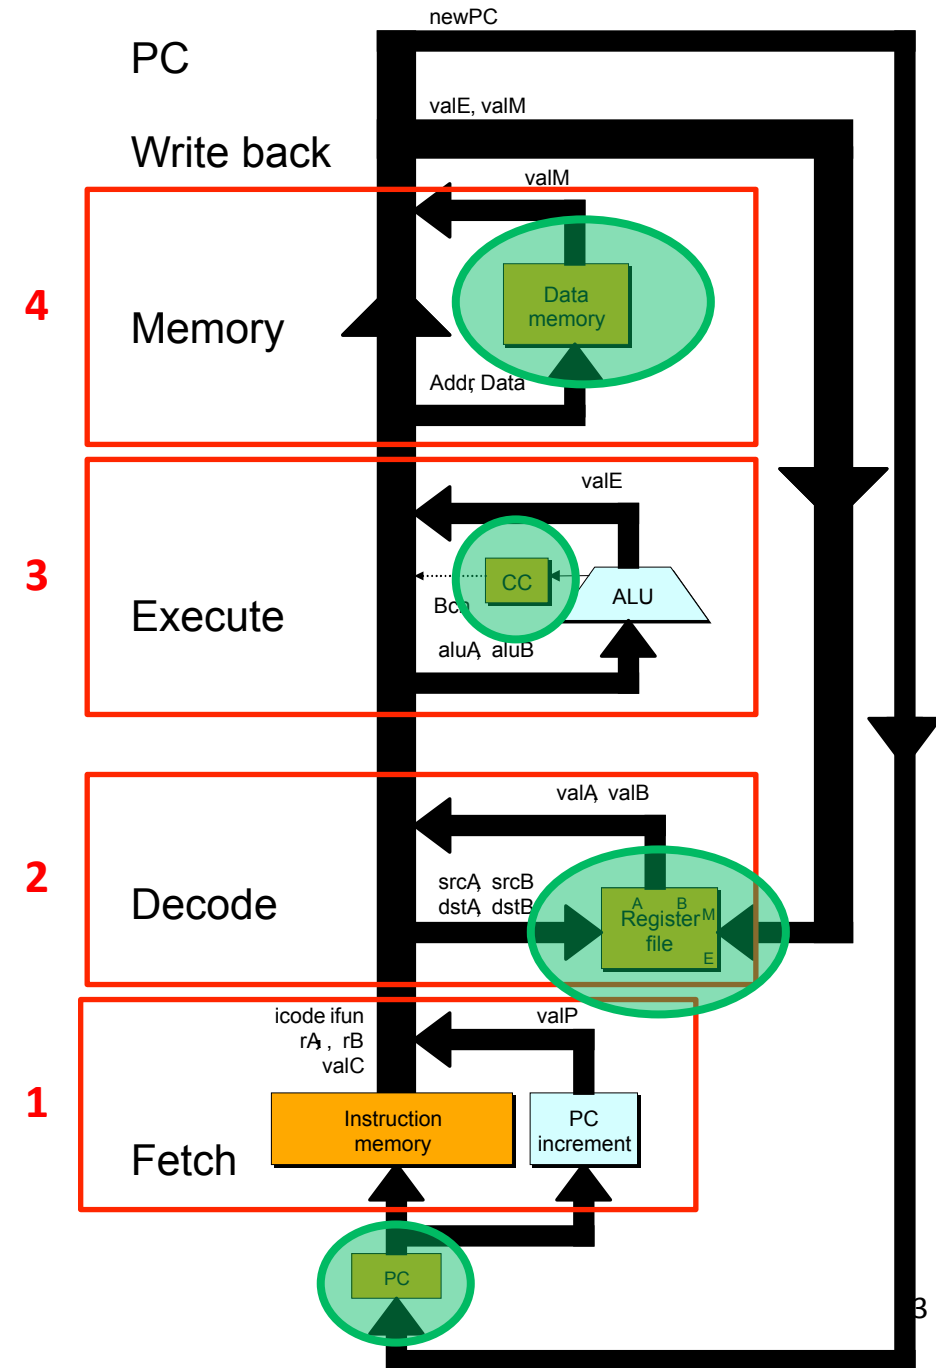 newPC
PC
valE, valM
Write back
valM
4
Data
memory
Memory
Addr, Data
valE
3
CC
ALU
Bch
Execute
aluA, aluB
valA, valB
2
srcA, srcB
dstA, dstB
A B
Register M
file
E
Decode
icode ifun
rA, , rB
valC
valP
1
Instruction
memory
PC
increment
Fetch
PC
3